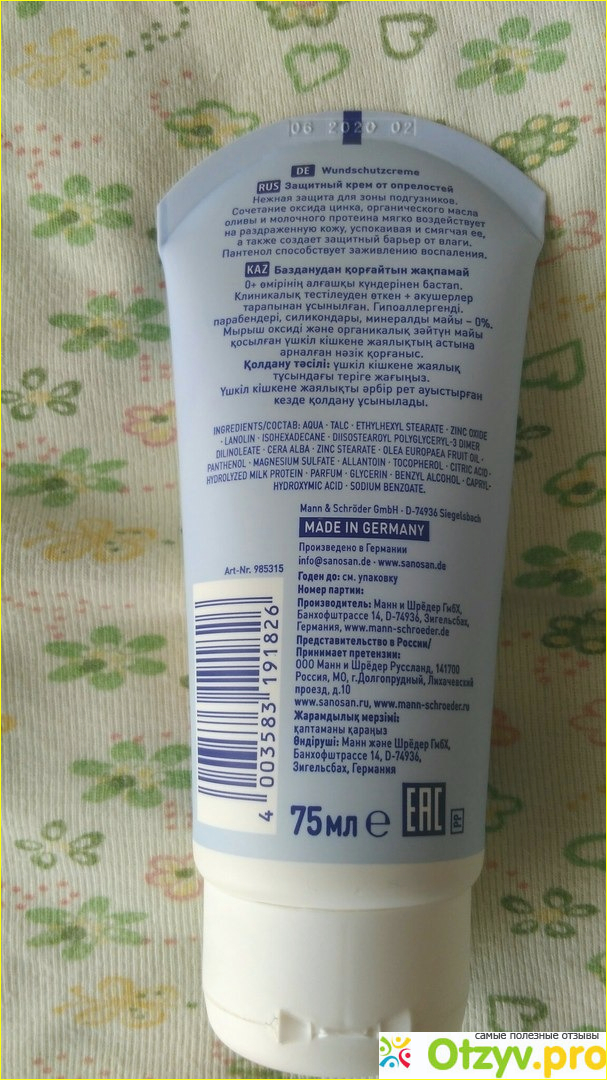 06 2020 02
DE Wundschutzcreme
RUS Защитный крем от опрелостей
Нежная защита для зоны подгузников.
Сочетание оксида цинка, органического масла
оливы и молочного протеина мягко воздействует
на раздраженную кожу, успокаивая и смягчая ее,
а также создает защитный барьер от влаги.
Пантенол способствует заживлению воспаления.
KAZ Базданудан қорғайтын жақпамай
0+ өмірінің алғашқы күндерінен бастап.
Клиникалық тестілеуден өткен + акушерлер
тарапынан ұсынылған. Гипоаллергенді.
парабендері, силикондары, минералды майы – 0%.
Мырыш оксиді және органикалық зәйтүн майы
қосылған үшкіл кішкене жаялықтың астына
арналған нәзік қорғаныс.
Қолдану тәсілі: үшкіл кішкене жаялық
тұсындағы теріге жағыңыз.
Үшкіл кішкене жаялықты әрбір рет ауыстырған
кезде қолдану ұсынылады.
INGREDIENTS/СОСТАВ: AQUA · TALC · ETHYLHEXYL STEARATE · ZINC OXIDE
· LANOLIN · ISOHEXADECANE · DIISOSTEAROYL POLYGLYCERYL-3 DIMER
DILINOLEATE · CERA ALBA · ZINC STEARATE · OLEA EUROPAEA FRUIT OIL ·
PANTHENOL · MAGNESIUM SULFATE · ALLANTOIN · TOCOPHEROL · CITRIC ACID ·
HYDROLYZED MILK PROTEIN · PARFUM · GLYCERIN · BENZYL ALCOHOL · CAPRYL-
HYDROXYMIC ACID · SODIUM BENZOATE.
Mann & Schröder GmbH · D-74936 Siegelsbach
MADE IN GERMANY
Произведено в Германии
info@sanosan.de · www.sanosan.de
Art-Nr. 985315
Годен до: см. упаковку
Номер партии:
Производитель: Манн и Шрёдер ГмбХ,
Банхофштрассе 14, D-74936, Зигельсбах,
Германия, www.mann-schroeder.de
Представительство в России/
Принимает претензии:
ООО Манн и Шрёдер Руссланд, 141700
Россия, МО, г.Долгопрудный, Лихачевский
проезд, д.10
www.sanosan.ru, www.mann-schroeder.ru
Жарамдылық мерзімі:
қаптаманы қараңыз
Өндіруші: Манн жане Шрёдер ГмбХ,
Банхофштрассе 14, D-74936,
Зигельсбах, Германия
4 003583 191826
75мл e EAC PP
самые полезные отзывы
Otzyv.pro